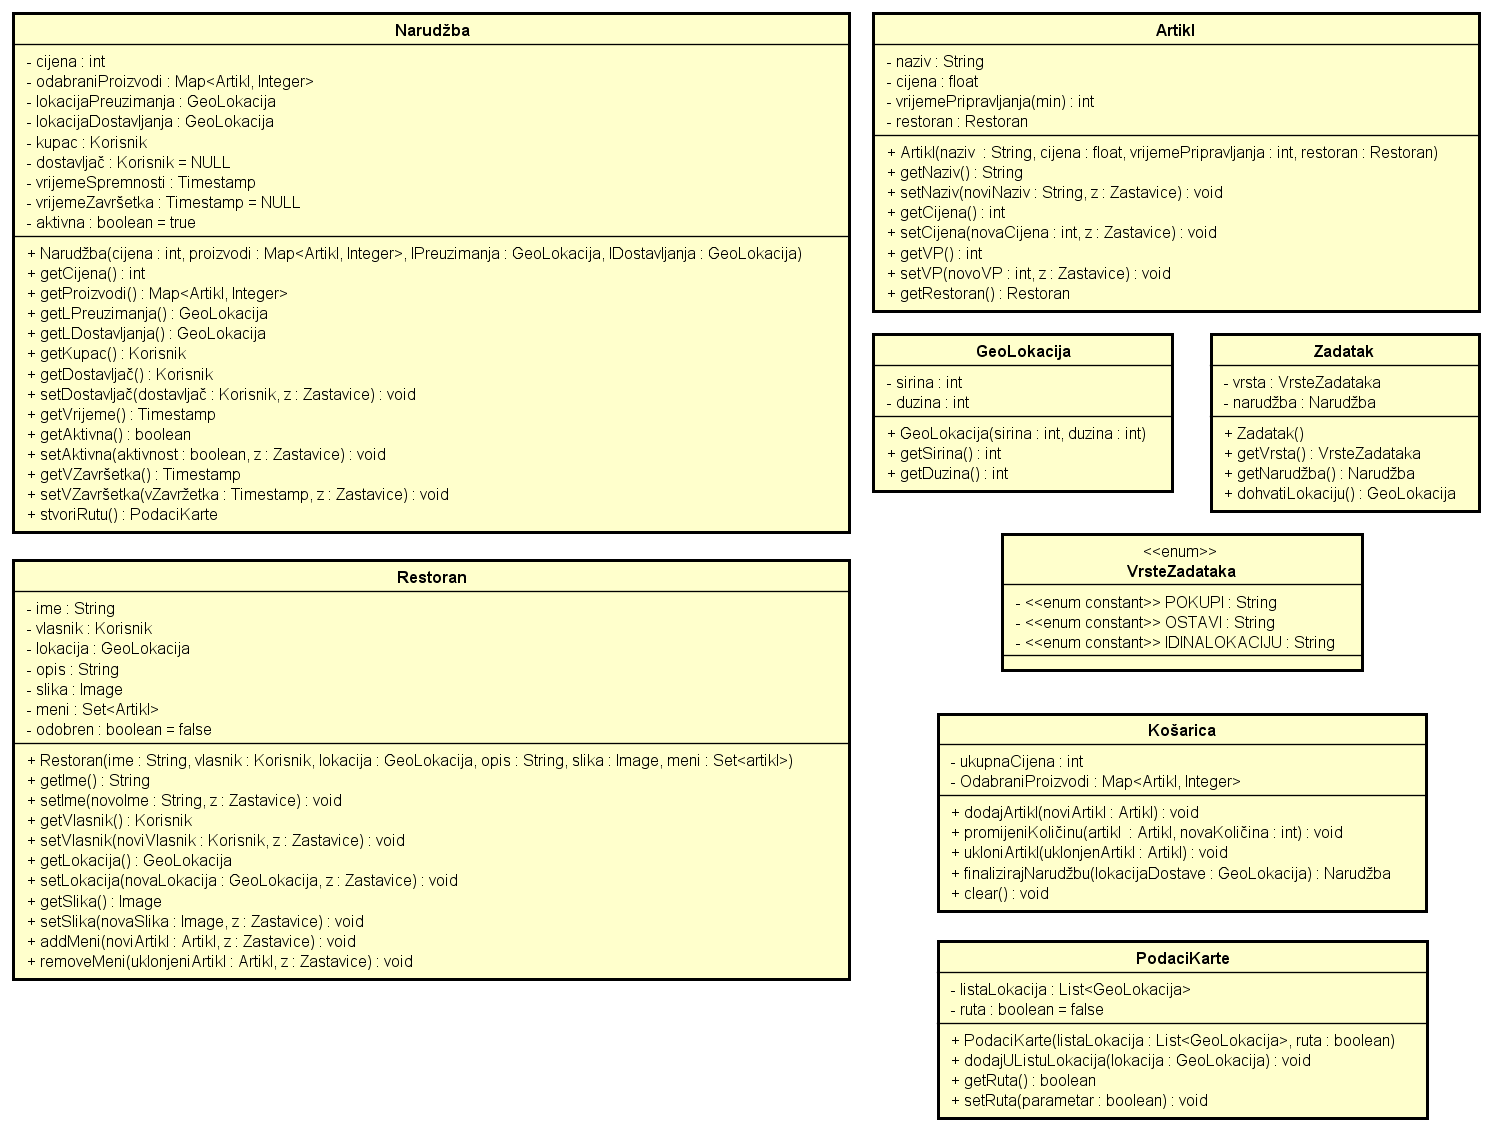 Narudžba
- cijena : int
- odabraniProizvodi : Map<Artikl, Integer>
- lokacijaPreuzimanja : GeoLokacija
- lokacijaDostavljanja : GeoLokacija
- kupac : Korisnik
- dostavljač : Korisnik = NULL
- vrijemeSpremnosti : Timestamp
- vrijemeZavršetka : Timestamp = NULL
- aktivna : boolean = true
+ Narudžba(cijena : int, proizvodi : Map<Artikl, Integer>, lPreuzimanja : GeoLokacija, lDostavljanja : GeoLokacija)
+ getCijena() : int
+ getProizvodi() : Map<Artikl, Integer>
+ getLPreuzimanja() : GeoLokacija
+ getLDostavljanja() : GeoLokacija
+ getKupac() : Korisnik
+ getDostavljač() : Korisnik
+ setDostavljač(dostavljač : Korisnik, z : Zastavice) : void
+ getVrijeme() : Timestamp
+ getAktivna() : boolean
+ setAktivna(aktivnost : boolean, z : Zastavice) : void
+ getVZavršetka() : Timestamp
+ setVZavršetka(vZavržetka : Timestamp, z : Zastavice) : void
+ stvoriRutu() : PodaciKarte
Artikl
- naziv : String
- cijena : float
- vrijemePripravljanja(min) : int
- restoran : Restoran
+ Artikl(naziv : String, cijena : float, vrijemePripravljanja : int, restoran : Restoran)
+ getNaziv() : String
+ setNaziv(noviNaziv : String, z : Zastavice) : void
+ getCijena() : int
+ setCijena(novaCijena : int, z : Zastavice) : void
+ getVP() : int
+ setVP(novoVP : int, z : Zastavice) : void
+ getRestoran() : Restoran
GeoLokacija
- sirina : int
- duzina : int
+ GeoLokacija(sirina : int, duzina : int)
+ getSirina() : int
+ getDuzina() : int
Zadatak
- vrsta : VrsteZadataka
- narudžba : Narudžba
+ Zadatak()
+ getVrsta() : VrsteZadataka
+ getNarudžba() : Narudžba
+ dohvatiLokaciju() : GeoLokacija
<<enum>>
VrsteZadataka
- <<enum constant>> POKUPI : String
- <<enum constant>> OSTAVI : String
- <<enum constant>> IDINALOKACIJU : String
Restoran
- ime : String
- vlasnik : Korisnik
- lokacija : GeoLokacija
- opis : String
- slika : Image
- meni : Set<Artikl>
- odobren : boolean = false
+ Restoran(ime : String, vlasnik : Korisnik, lokacija : GeoLokacija, opis : String, slika : Image, meni : Set<artikl>)
+ getIme() : String
+ setIme(novoIme : String, z : Zastavice) : void
+ getVlasnik() : Korisnik
+ setVlasnik(noviVlasnik : Korisnik, z : Zastavice) : void
+ getLokacija() : GeoLokacija
+ setLokacija(novaLokacija : GeoLokacija, z : Zastavice) : void
+ getSlika() : Image
+ setSlika(novaSlika : Image, z : Zastavice) : void
+ addMeni(noviArtikl : Artikl, z : Zastavice) : void
+ removeMeni(uklonjeniArtikl : Artikl, z : Zastavice) : void
Košarica
- ukupnaCijena : int
- OdabraniProizvodi : Map<Artikl, Integer>
+ dodajArtikl(noviArtikl : Artikl) : void
+ promijeniKoličinu(artikl : Artikl, novaKoličina : int) : void
+ ukloniArtikl(uklonjenArtikl : Artikl) : void
+ finalizirajNarudžbu(lokacijaDostave : GeoLokacija) : Narudžba
+ clear() : void
PodaciKarte
- listaLokacija : List<GeoLokacija>
- ruta : boolean = false
+ PodaciKarte(listaLokacija : List<GeoLokacija>, ruta : boolean)
+ dodajUListuLokacija(lokacija : GeoLokacija) : void
+ getRuta() : boolean
+ setRuta(parametar : boolean) : void